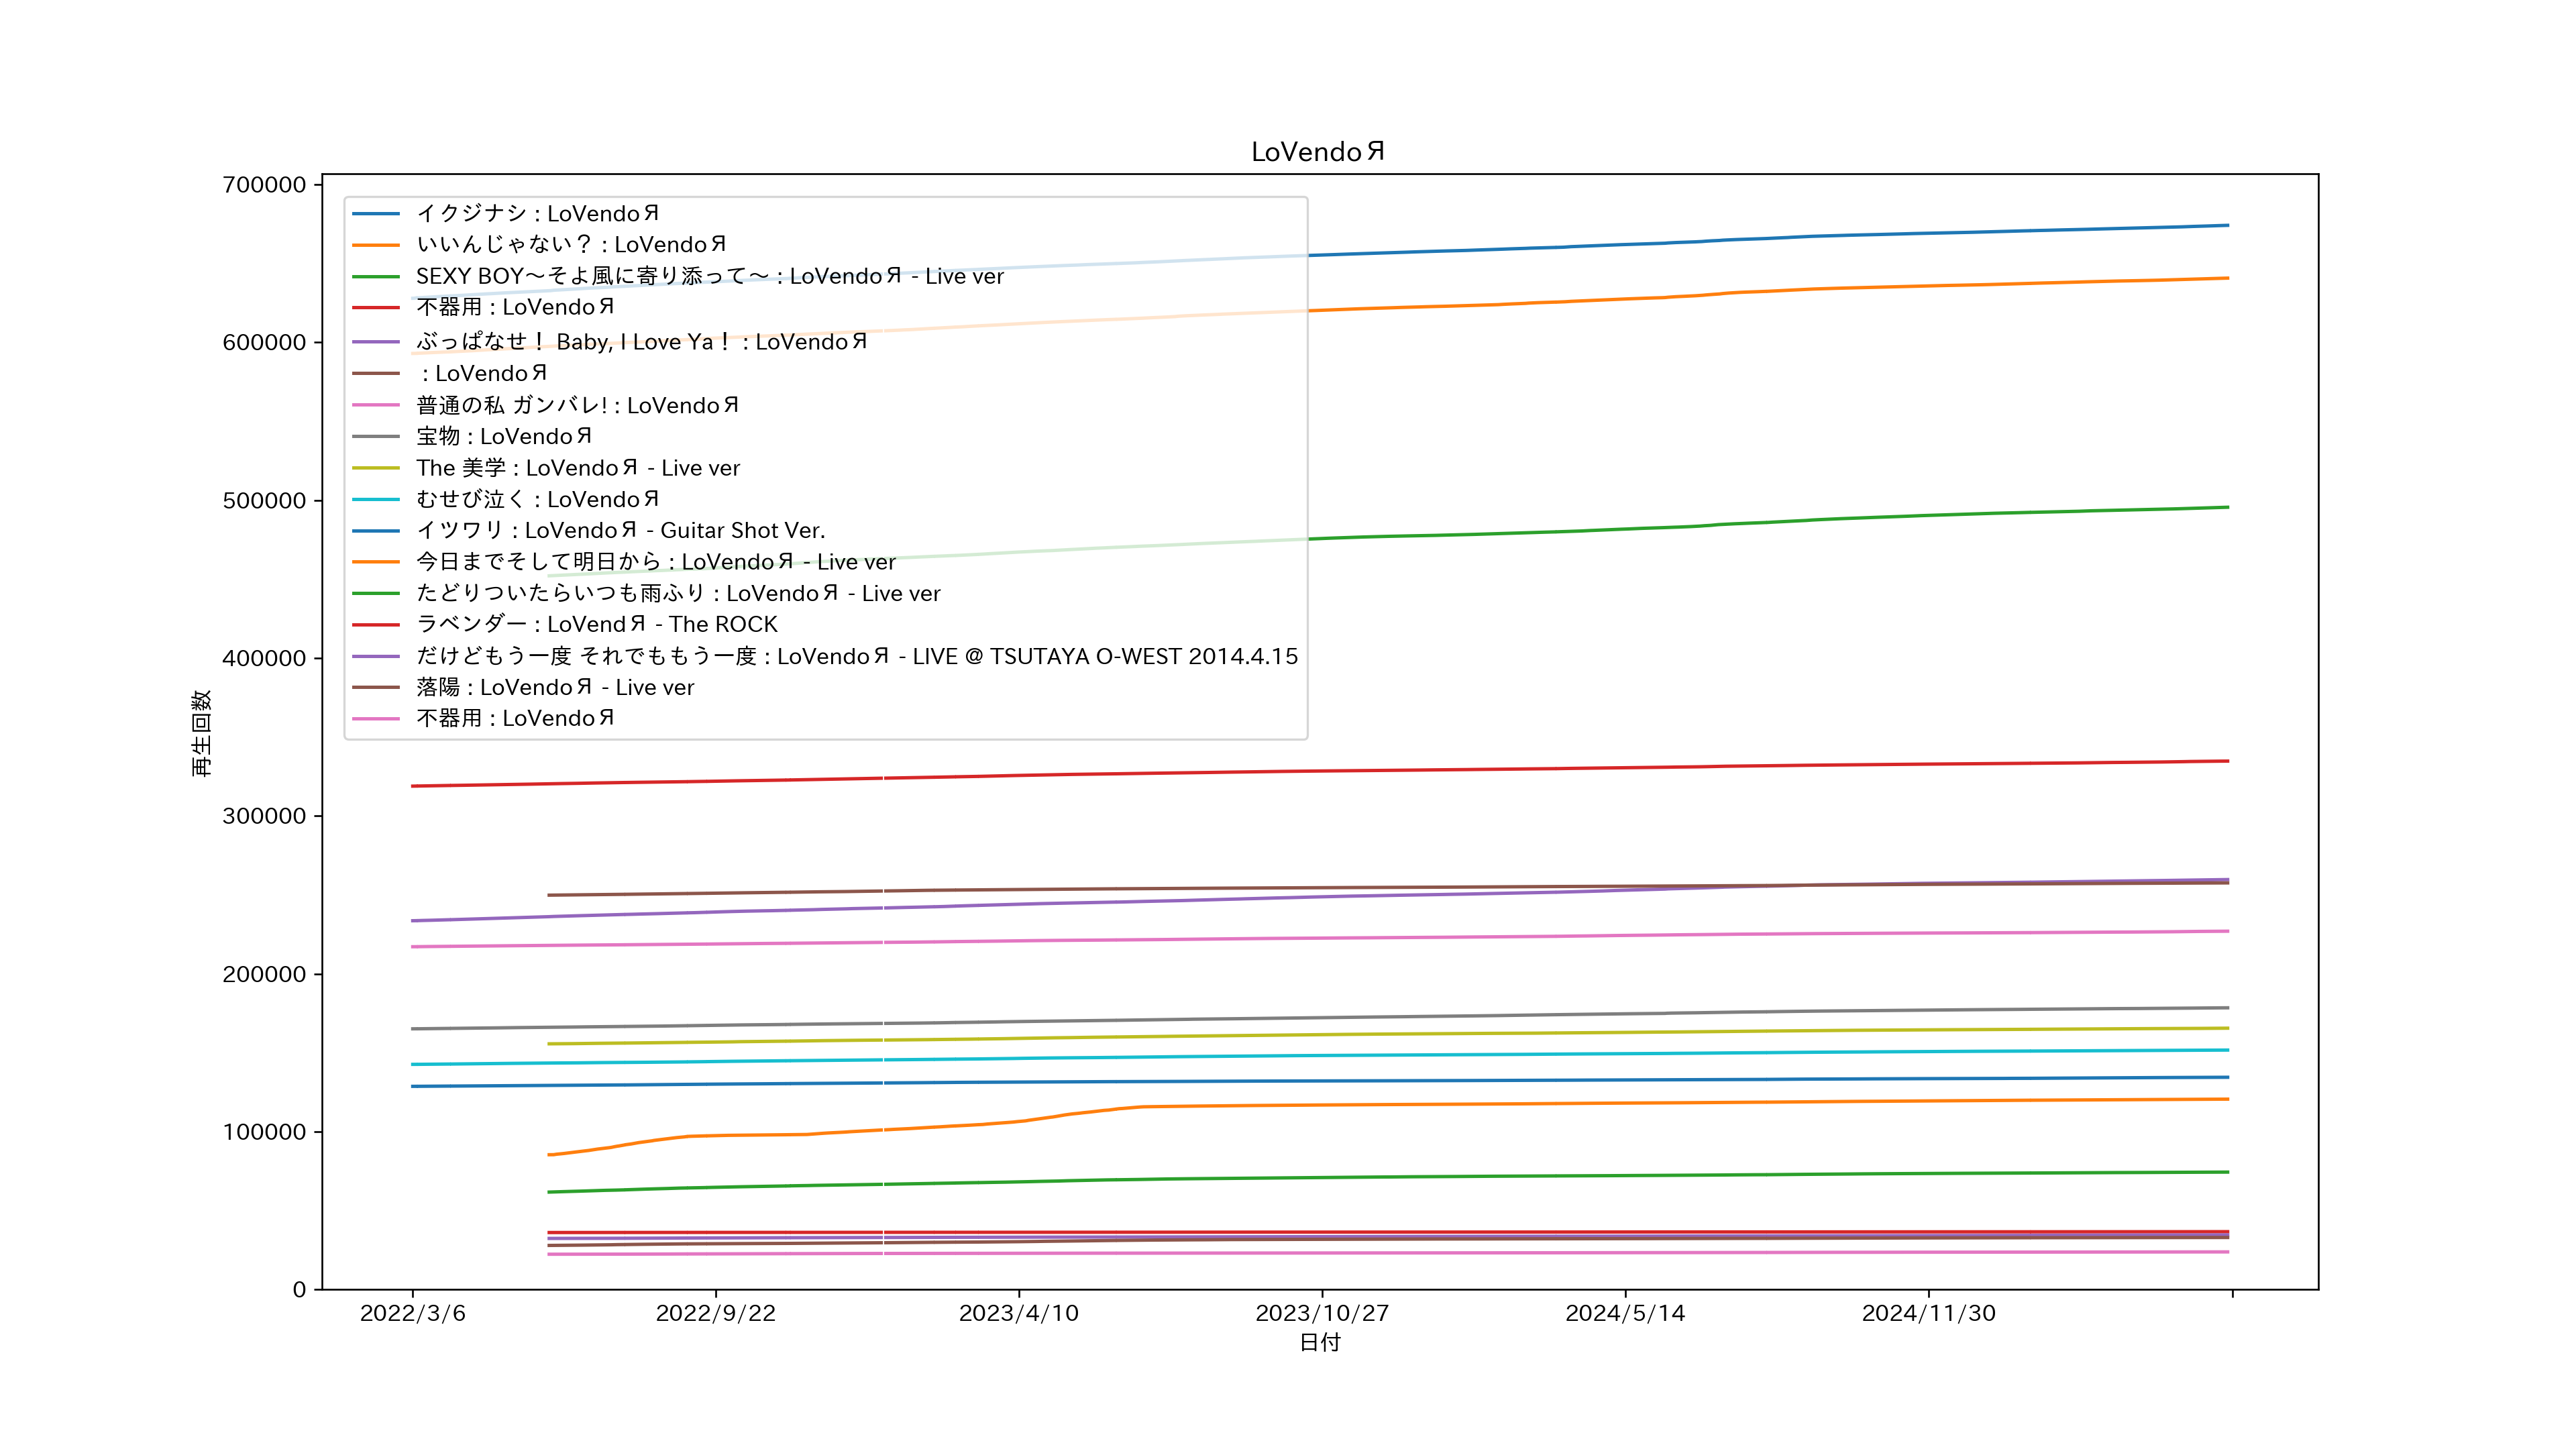 LoVendoЯ
700000
600000
500000
400000
300000
200000
100000
0
再生回数
イクジナシ : LoVendoЯ
いいんじゃない？ : LoVendoЯ
SEXY BOY～そよ風に寄り添って～ : LoVendoЯ - Live ver
不器用 : LoVendoЯ
ぶっぱなせ！ Baby, I Love Ya！ : LoVendoЯ
: LoVendoЯ
普通の私 ガンバレ! : LoVendoЯ
宝物 : LoVendoЯ
The 美学 : LoVendoЯ - Live ver
むせび泣く : LoVendoЯ
イツワリ : LoVendoЯ - Guitar Shot Ver.
今日までそして明日から : LoVendoЯ - Live ver
たどりついたらいつも雨ふり : LoVendoЯ - Live ver
ラベンダー : LoVendЯ - The ROCK
だけどもう一度 それでももう一度 : LoVendoЯ - LIVE @ TSUTAYA O-WEST 2014.4.15
落陽 : LoVendoЯ - Live ver
不器用 : LoVendoЯ
2022/3/6 2022/9/22 2023/4/10 2023/10/27 2024/5/14 2024/11/30
日付